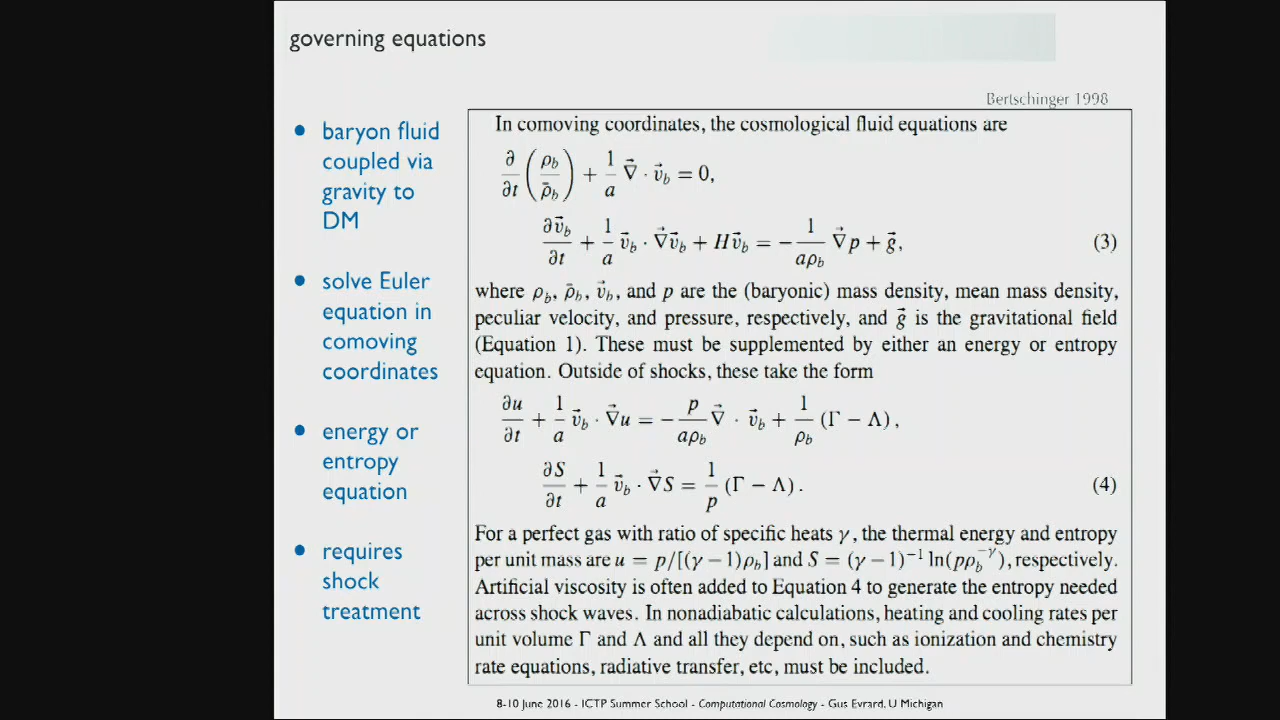 governing equations
Bertschinger 1998
• baryon fluid
coupled via
gravity to
DM
• solve Euler
equation in
comoving
coordinates
• energy or
entropy
equation
• requires
shock
treatment
In comoving coordinates, the cosmological fluid equations are
∂/∂t (ρ_b/ρ̄_b) + 1/a ∇⃗ · v⃗_b = 0,
∂v⃗_b/∂t + 1/a v⃗_b · ∇⃗v⃗_b + Hv⃗_b = − 1/(aρ_b) ∇⃗p + g⃗, (3)
where ρ_b, ρ̄_b, v⃗_b, and p are the (baryonic) mass density, mean mass density,
peculiar velocity, and pressure, respectively, and g⃗ is the gravitational field
(Equation 1). These must be supplemented by either an energy or entropy
equation. Outside of shocks, these take the form
∂u/∂t + 1/a v⃗_b · ∇⃗u = − p/(aρ_b) ∇⃗ · v⃗_b + 1/ρ_b (Γ − Λ),
∂S/∂t + 1/a v⃗_b · ∇⃗S = 1/p (Γ − Λ). (4)
For a perfect gas with ratio of specific heats γ, the thermal energy and entropy
per unit mass are u = p/[(γ − 1)ρ_b] and S = (γ − 1)⁻¹ ln(pρ_b^−γ), respectively.
Artificial viscosity is often added to Equation 4 to generate the entropy needed
across shock waves. In nonadiabatic calculations, heating and cooling rates per
unit volume Γ and Λ and all they depend on, such as ionization and chemistry
rate equations, radiative transfer, etc, must be included.
8-10 June 2016 - ICTP Summer School - Computational Cosmology - Gus Evrard, U Michigan